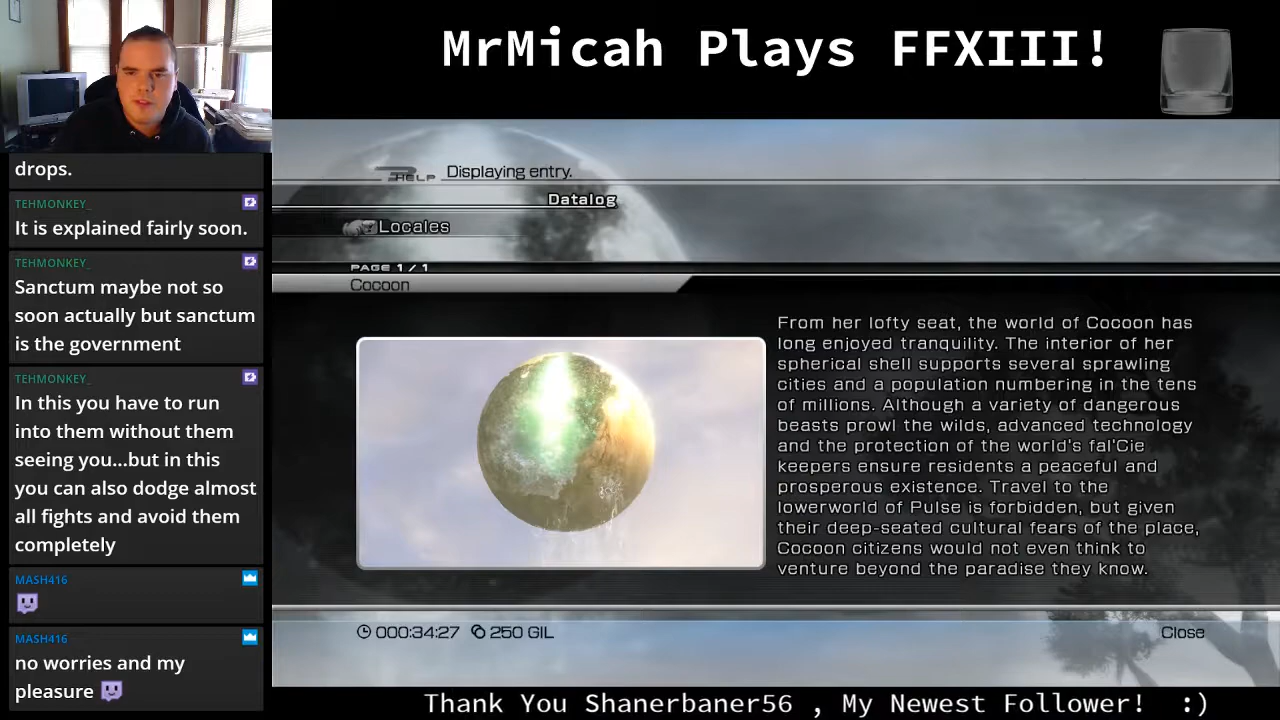 MrMicah Plays FFXIII!
drops.
TEHMONKEY_
It is explained fairly soon.
TEHMONKEY_
Sanctum maybe not so
soon actually but sanctum
is the government
TEHMONKEY_
In this you have to run
into them without them
seeing you...but in this
you can also dodge almost
all fights and avoid them
completely
MASH416
MASH416
no worries and my
pleasure
HELP Displaying entry.
Datalog
Locales
PAGE 1 / 1
Cocoon
From her lofty seat, the world of Cocoon has
long enjoyed tranquility. The interior of her
spherical shell supports several sprawling
cities and a population numbering in the tens
of millions. Although a variety of dangerous
beasts prowl the wilds, advanced technology
and the protection of the world's fal'Cie
keepers ensure residents a peaceful and
prosperous existence. Travel to the
lowerworld of Pulse is forbidden, but given
their deep-seated cultural fears of the place,
Cocoon citizens would not even think to
venture beyond the paradise they know.
000:34:27 250 GIL
Close
Thank You Shanerbaner56 , My Newest Follower! :)